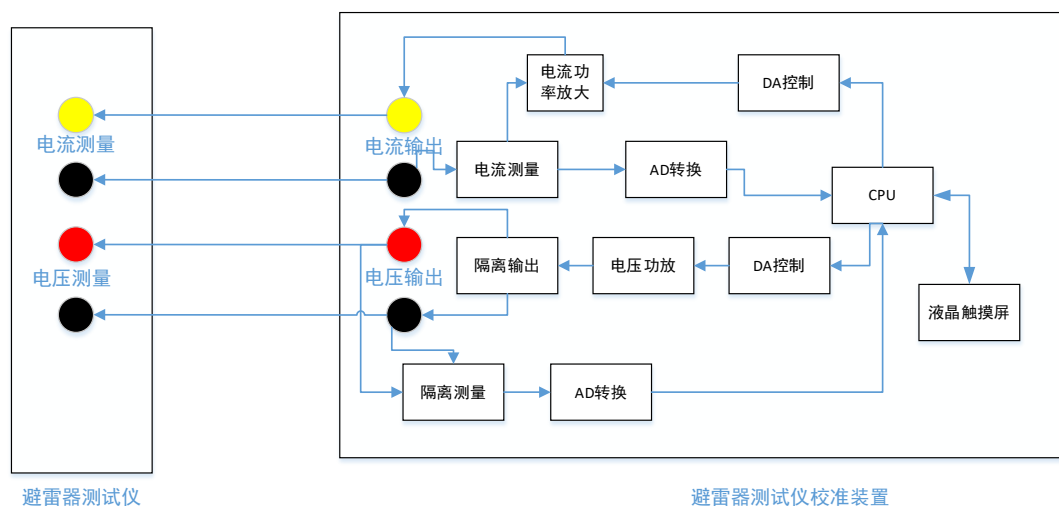 电流功
率放大
DA控制
电流测量
电流输出
电流测量
AD转换
CPU
电压测量
电压输出
隔离输出
电压功放
DA控制
液晶触摸屏
隔离测量
AD转换
避雷器测试仪
避雷器测试仪校准装置